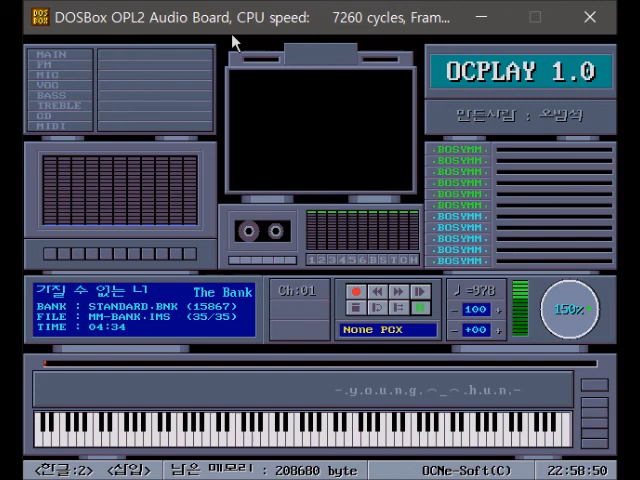 DOSBox OPL2 Audio Board, CPU speed: 7260 cycles, Fram...
MAIN
FM
MIC
VOC
BASS
TREBLE
CD
MIDI
OCPLAY 1.0
만든사람 : 오범석
BOSYMM
BOSYMM
BOSYMM
BOSYMM
BOSYMM
BOSYMM
BOSYMM
BOSYMM
BOSYMM
BOSYMM
BOSYMM
1 2 3 4 5 6 B S T C H
가질 수 없는 너
The Bank
BANK : STANDARD.BNK (15867)
FILE : MM-BANK.IMS (35/35)
TIME : 04:34
Ch:01
None PCX
♩=978
- 100 +
- +00 +
150%
-.y.o.u.n.g.⌒_⌒.h.u.n.-
<한글:2> <삽입> 남은 메모리 : 208680 byte OCNe-Soft(C) 22:58:50